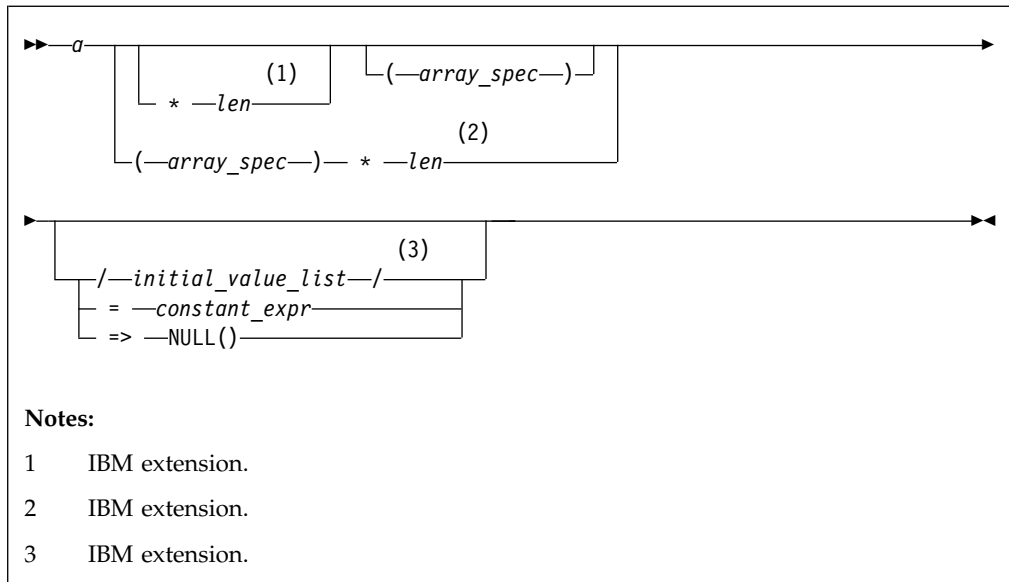 a
(1)
* len
( array_spec )
(2)
( array_spec ) * len
(3)
/ initial_value_list /
= constant_expr
=> NULL()
Notes:
1 IBM extension.
2 IBM extension.
3 IBM extension.